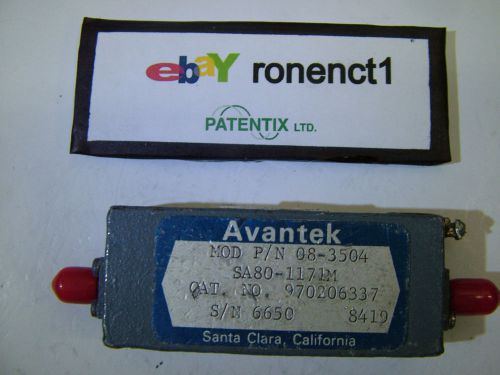 ebaY ronenct1
PATENTIX LTD.
Avantek
MOD P/N 08-3504
SA80-1171M
CAT. NO. 970206337
S/N 6650 8419
Santa Clara, California